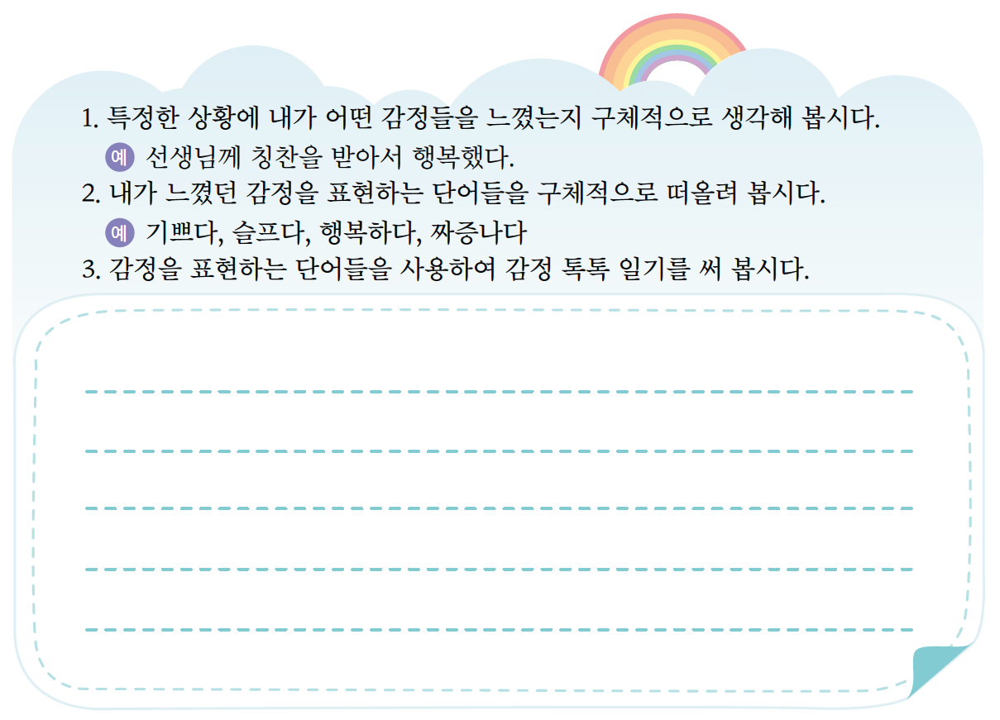 1. 특정한 상황에 내가 어떤 감정들을 느꼈는지 구체적으로 생각해 봅시다.
예 선생님께 칭찬을 받아서 행복했다.
2. 내가 느꼈던 감정을 표현하는 단어들을 구체적으로 떠올려 봅시다.
예 기쁘다, 슬프다, 행복하다, 짜증나다
3. 감정을 표현하는 단어들을 사용하여 감정 톡톡 일기를 써 봅시다.